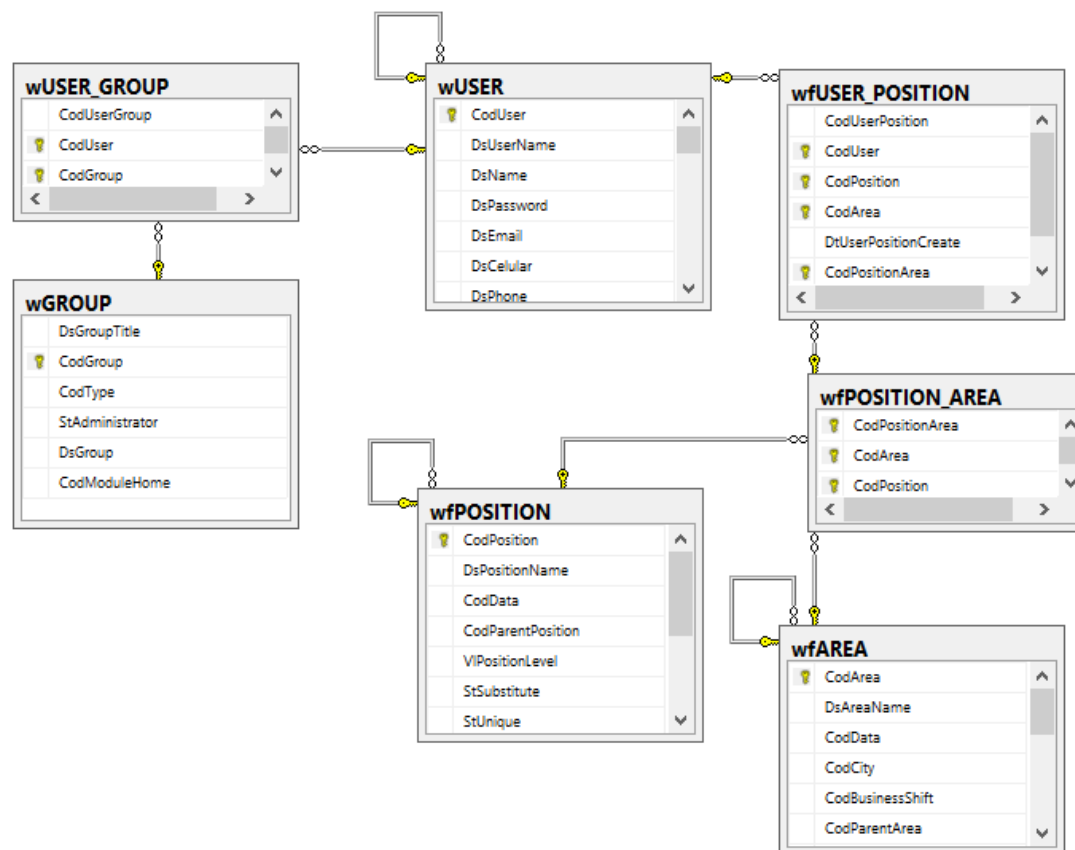 wUSER_GROUP
CodUserGroup
CodUser
CodGroup
wUSER
CodUser
DsUserName
DsName
DsPassword
DsEmail
DsCelular
DsPhone
wfUSER_POSITION
CodUserPosition
CodUser
CodPosition
CodArea
DtUserPositionCreate
CodPositionArea
wGROUP
DsGroupTitle
CodGroup
CodType
StAdministrator
DsGroup
CodModuleHome
wfPOSITION_AREA
CodPositionArea
CodArea
CodPosition
wfPOSITION
CodPosition
DsPositionName
CodData
CodParentPosition
VlPositionLevel
StSubstitute
StUnique
wfAREA
CodArea
DsAreaName
CodData
CodCity
CodBusinessShift
CodParentArea